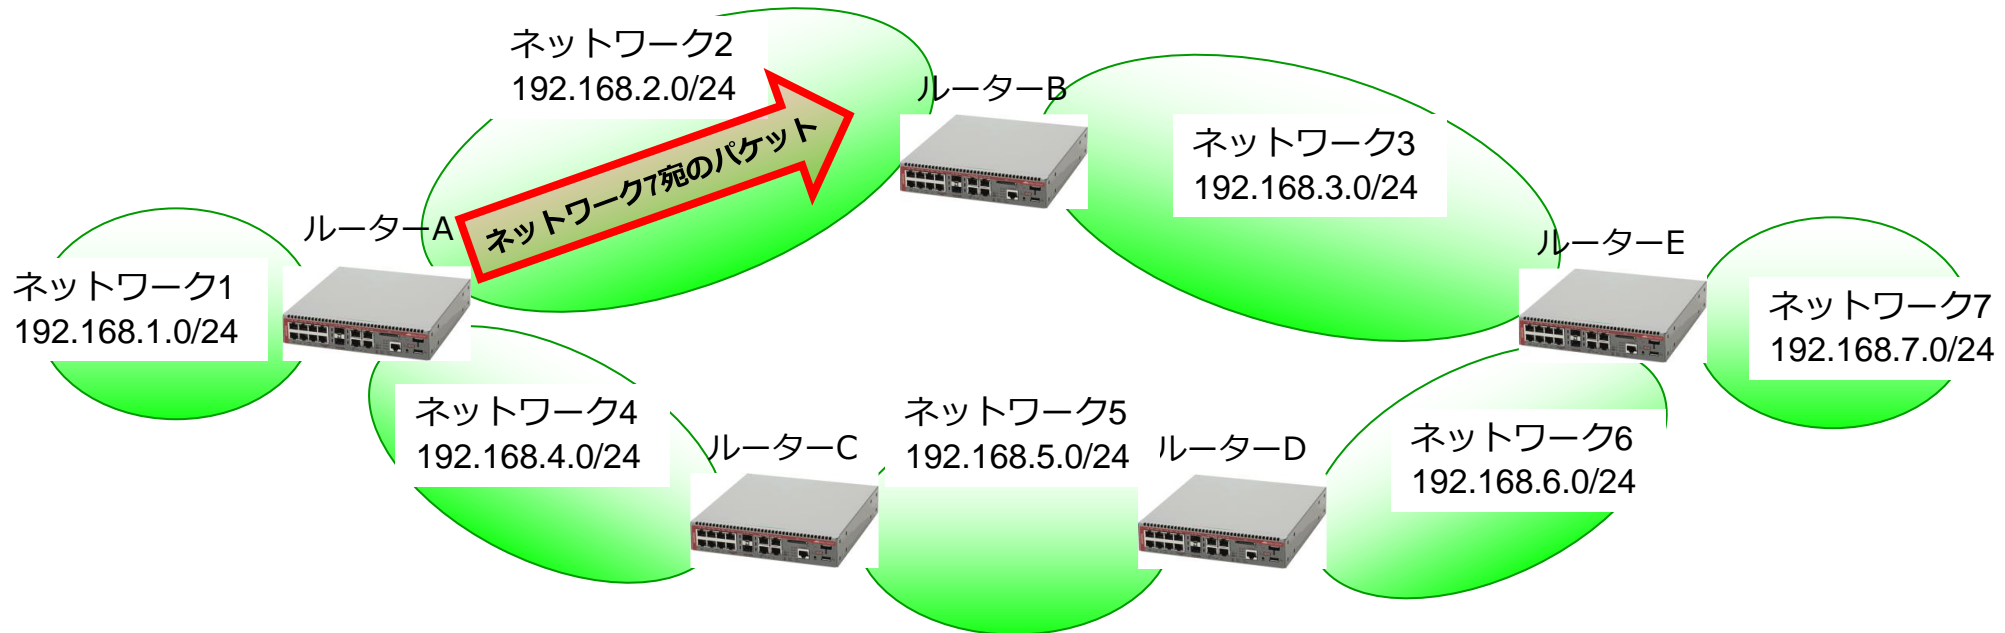 ネットワーク2
192.168.2.0/24
ルーターB
ネットワーク7宛のパケット
ネットワーク3
192.168.3.0/24
ルーターA
ルーターE
ネットワーク1
192.168.1.0/24
ネットワーク7
192.168.7.0/24
ネットワーク4
192.168.4.0/24
ルーターC
ネットワーク5
192.168.5.0/24
ルーターD
ネットワーク6
192.168.6.0/24